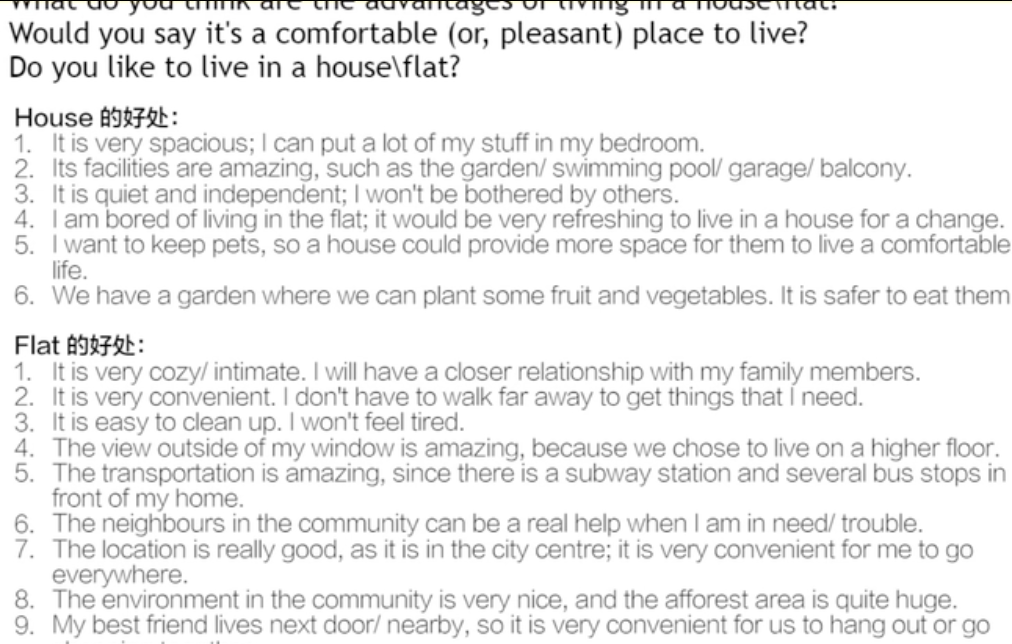 What do you think are the advantages of living in a house\flat?
Would you say it's a comfortable (or, pleasant) place to live?
Do you like to live in a house\flat?
House 的好处：
1. It is very spacious; I can put a lot of my stuff in my bedroom.
2. Its facilities are amazing, such as the garden/ swimming pool/ garage/ balcony.
3. It is quiet and independent; I won't be bothered by others.
4. I am bored of living in the flat; it would be very refreshing to live in a house for a change.
5. I want to keep pets, so a house could provide more space for them to live a comfortable
life.
6. We have a garden where we can plant some fruit and vegetables. It is safer to eat them
Flat 的好处：
1. It is very cozy/ intimate. I will have a closer relationship with my family members.
2. It is very convenient. I don't have to walk far away to get things that I need.
3. It is easy to clean up. I won't feel tired.
4. The view outside of my window is amazing, because we chose to live on a higher floor.
5. The transportation is amazing, since there is a subway station and several bus stops in
front of my home.
6. The neighbours in the community can be a real help when I am in need/ trouble.
7. The location is really good, as it is in the city centre; it is very convenient for me to go
everywhere.
8. The environment in the community is very nice, and the afforest area is quite huge.
9. My best friend lives next door/ nearby, so it is very convenient for us to hang out or go